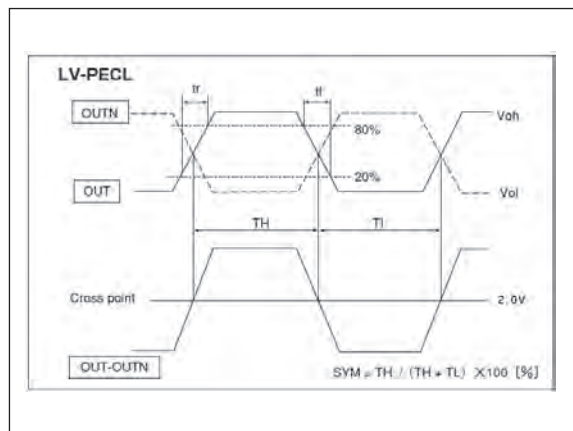 LV-PECL
tr
tf
OUTN
Voh
80%
20%
OUT
Vol
TH
TL
Cross point
2.0V
OUT-OUTN
SYM = TH / (TH + TL) X100 [%]